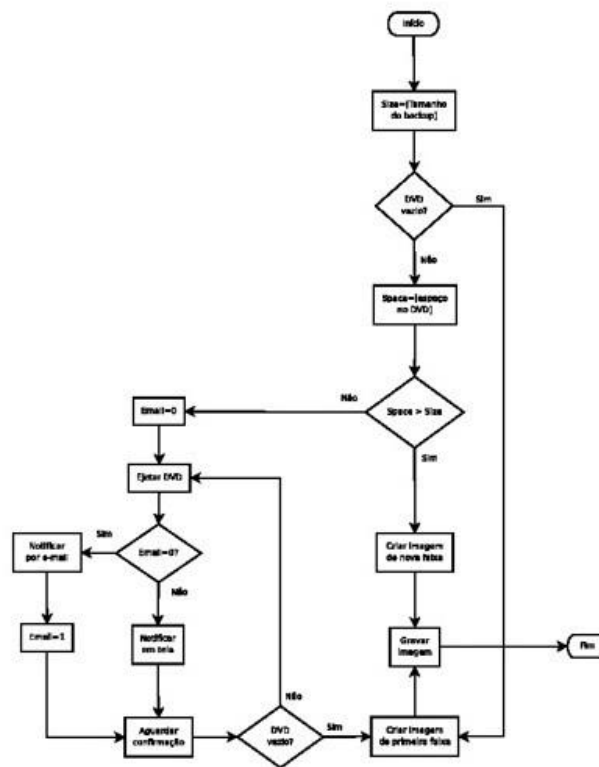 Início
Size=[Tamanho
do backup]
DVD
vazio?
Sim
Não
Space=[espaço
no DVD]
Space > Size
Não
Sim
Email=0
Ejetar DVD
Email=0?
Sim
Não
Notificar
por e-mail
Email=1
Notificar
em tela
Aguardar
confirmação
DVD
vazio?
Não
Sim
Criar imagem
de nova faixa
Gravar
imagem
Fim
Criar imagem
de primeira faixa